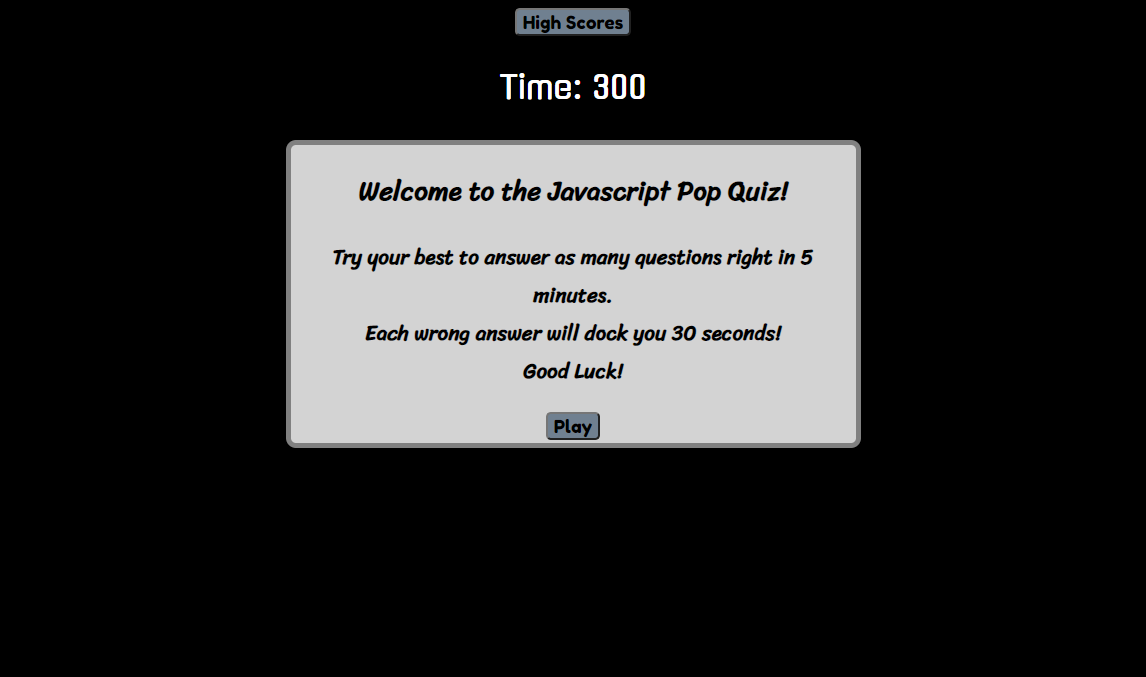 High Scores
Time: 300
Welcome to the Javascript Pop Quiz!
Try your best to answer as many questions right in 5
minutes.
Each wrong answer will dock you 30 seconds!
Good Luck!
Play